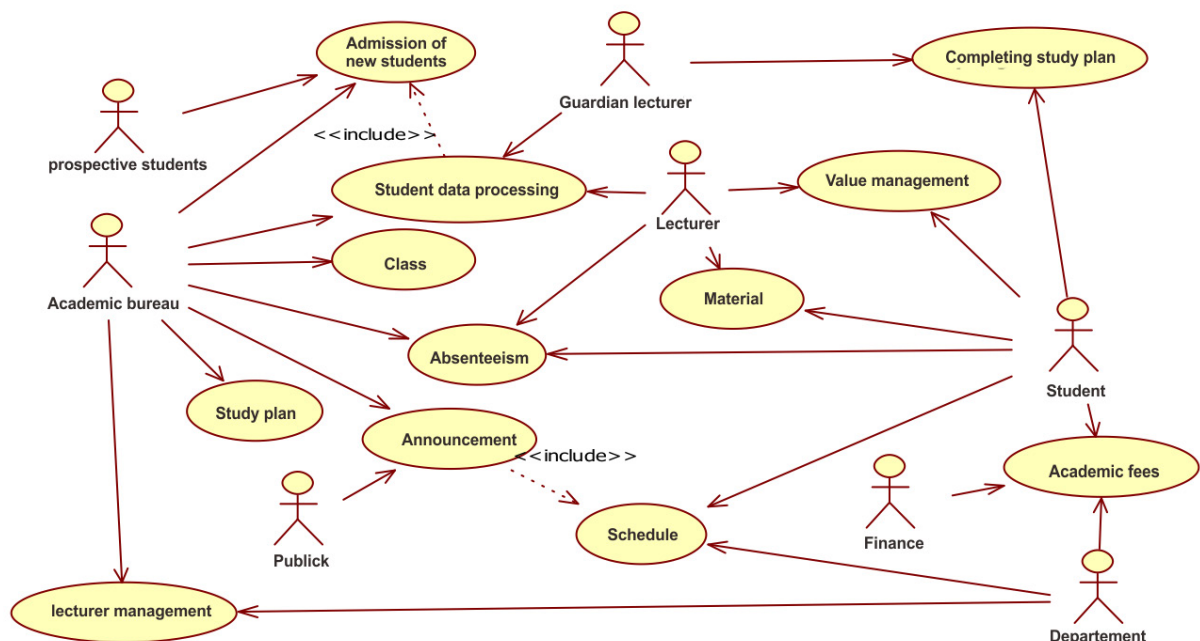 Admission of
new students
Completing study plan
Guardian lecturer
<<include>>
prospective students
Student data processing
Value management
Lecturer
Class
Academic bureau
Material
Absenteeism
Student
Study plan
Announcement
<<include>>
Academic fees
Schedule
Finance
Publick
lecturer management
Departement